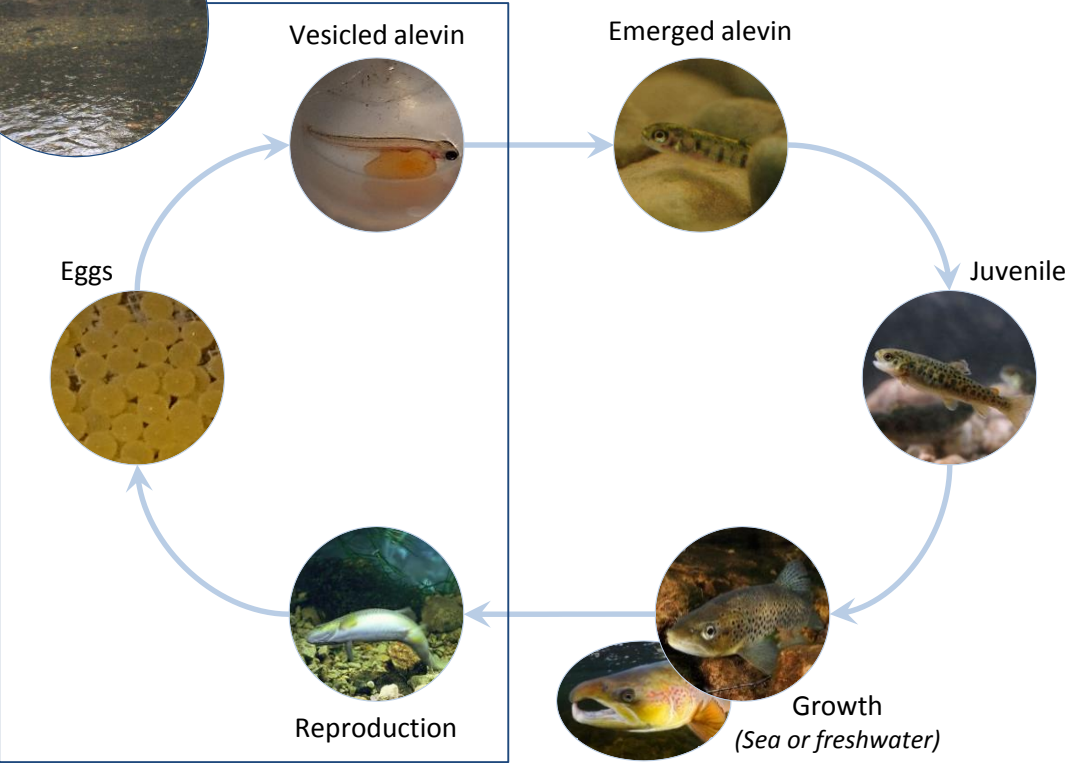 Vesicled alevin
Emerged alevin
Eggs
Juvenile
Reproduction
Growth
(Sea or freshwater)